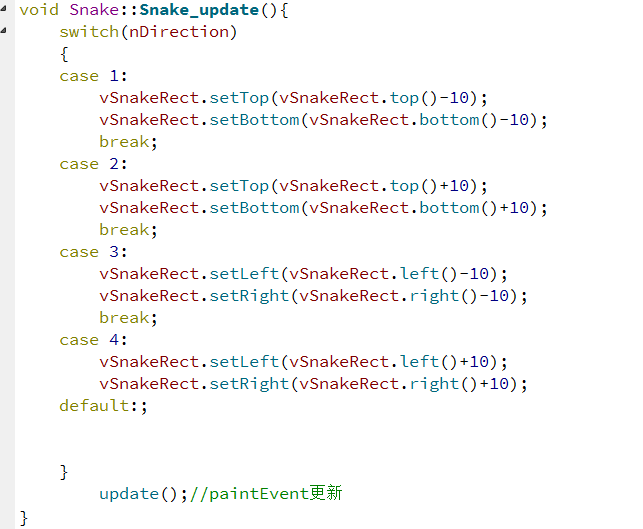 void Snake::Snake_update(){
switch(nDirection)
{
case 1:
vSnakeRect.setTop(vSnakeRect.top()-10);
vSnakeRect.setBottom(vSnakeRect.bottom()-10);
break;
case 2:
vSnakeRect.setTop(vSnakeRect.top()+10);
vSnakeRect.setBottom(vSnakeRect.bottom()+10);
break;
case 3:
vSnakeRect.setLeft(vSnakeRect.left()-10);
vSnakeRect.setRight(vSnakeRect.right()-10);
break;
case 4:
vSnakeRect.setLeft(vSnakeRect.left()+10);
vSnakeRect.setRight(vSnakeRect.right()+10);
default:;
}
update();//paintEvent更新
}